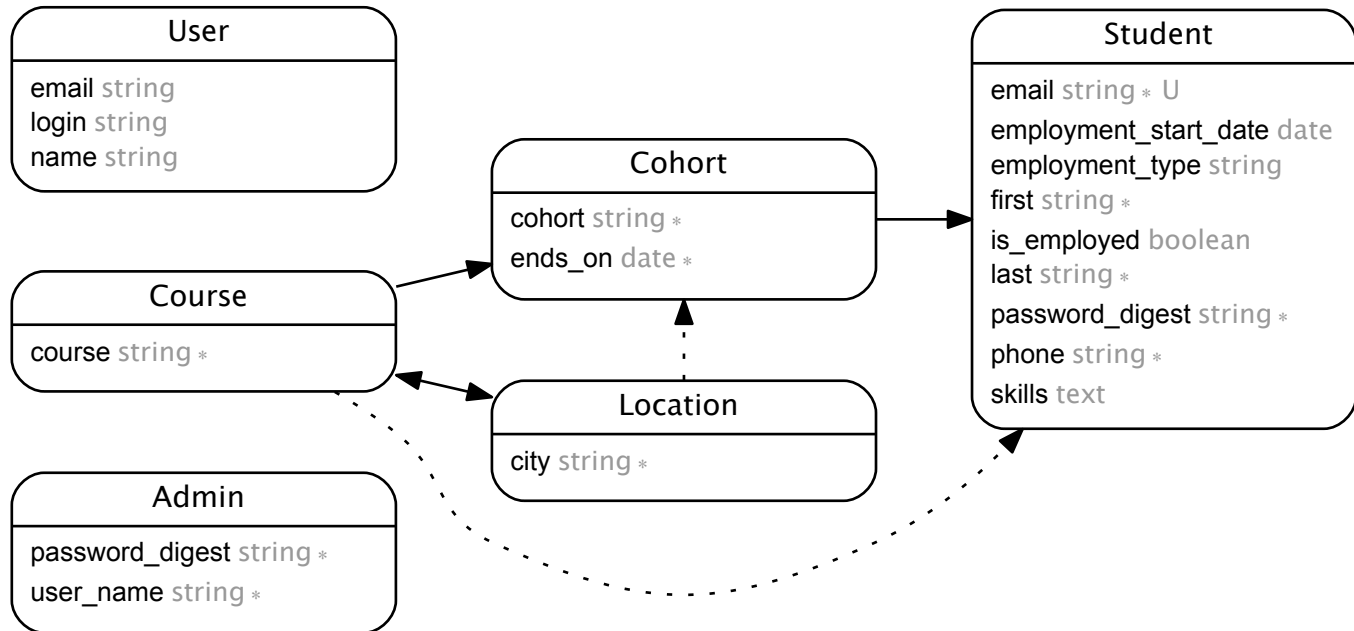 User
email string
login string
name string
Course
course string *
Admin
password_digest string *
user_name string *
Cohort
cohort string *
ends_on date *
Location
city string *
Student
email string * U
employment_start_date date
employment_type string
first string *
is_employed boolean
last string *
password_digest string *
phone string *
skills text